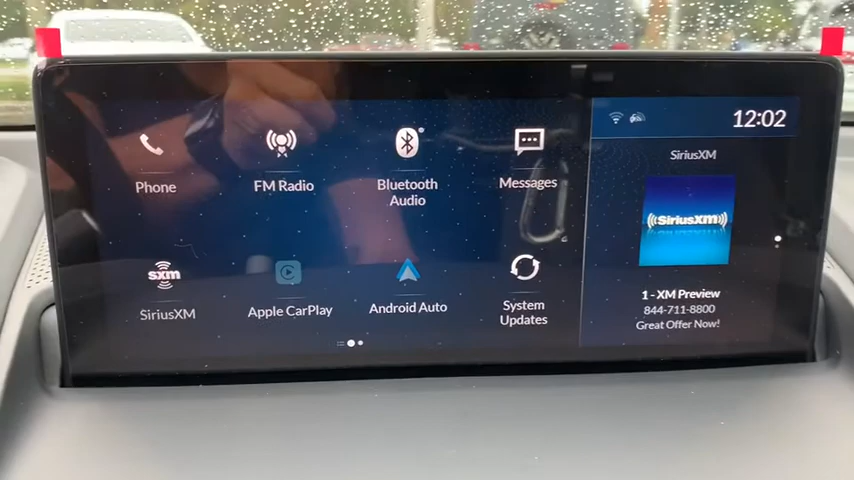 12:02
Phone
FM Radio
Bluetooth
Audio
Messages
SiriusXM
((SiriusXM))
sxm
SiriusXM
Apple CarPlay
Android Auto
System
Updates
1 - XM Preview
844-711-8800
Great Offer Now!